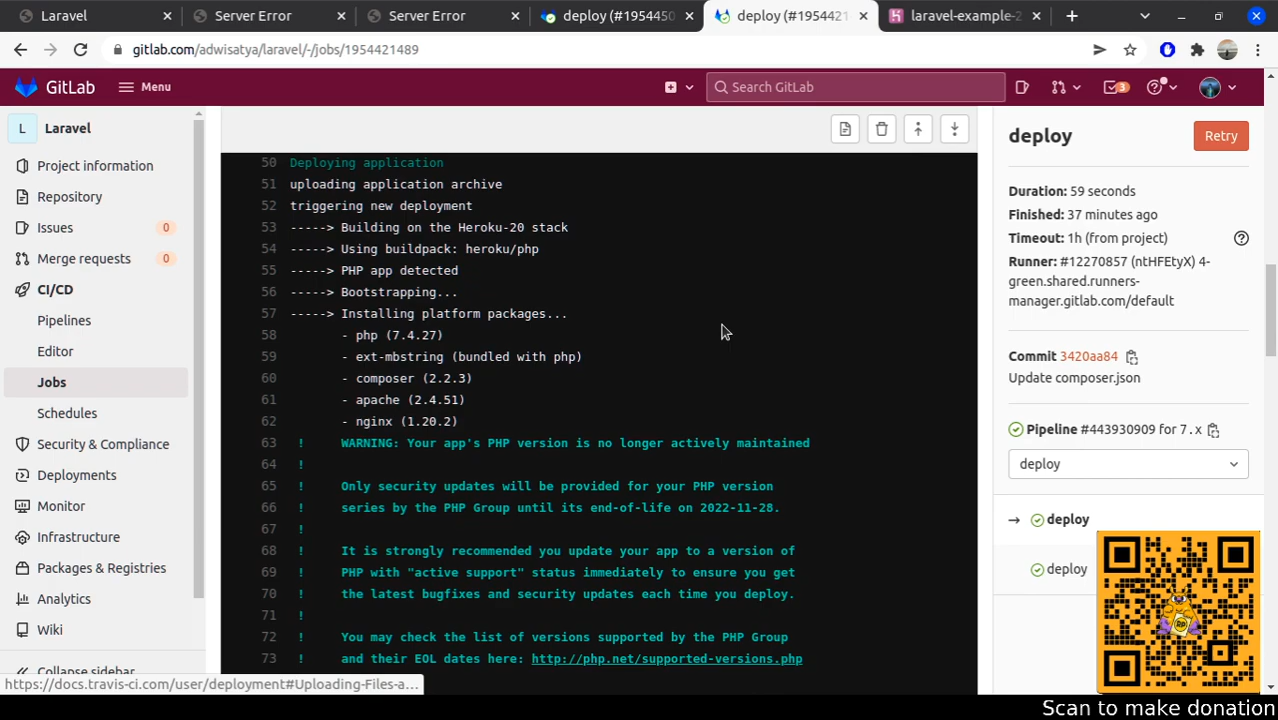 Laravel
Server Error
Server Error
deploy (#1954450
deploy (#1954421
laravel-example-2
gitlab.com/adwisatya/laravel/-/jobs/1954421489
GitLab
Menu
Search GitLab
3
L
Laravel
Project information
Repository
Issues 0
Merge requests 0
CI/CD
Pipelines
Editor
Jobs
Schedules
Security & Compliance
Deployments
Monitor
Infrastructure
Packages & Registries
Analytics
Wiki
Collapse sidebar
50 Deploying application
51 uploading application archive
52 triggering new deployment
53 -----> Building on the Heroku-20 stack
54 -----> Using buildpack: heroku/php
55 -----> PHP app detected
56 -----> Bootstrapping...
57 -----> Installing platform packages...
58 - php (7.4.27)
59 - ext-mbstring (bundled with php)
60 - composer (2.2.3)
61 - apache (2.4.51)
62 - nginx (1.20.2)
63 ! WARNING: Your app's PHP version is no longer actively maintained
64 !
65 ! Only security updates will be provided for your PHP version
66 ! series by the PHP Group until its end-of-life on 2022-11-28.
67 !
68 ! It is strongly recommended you update your app to a version of
69 ! PHP with "active support" status immediately to ensure you get
70 ! the latest bugfixes and security updates each time you deploy.
71 !
72 ! You may check the list of versions supported by the PHP Group
73 ! and their EOL dates here: http://php.net/supported-versions.php
deploy
Retry
Duration: 59 seconds
Finished: 37 minutes ago
Timeout: 1h (from project)
Runner: #12270857 (ntHFEtyX) 4-
green.shared.runners-
manager.gitlab.com/default
Commit 3420aa84
Update composer.json
Pipeline #443930909 for 7.x
deploy
deploy
deploy
RP
https://docs.travis-ci.com/user/deployment#Uploading-Files-a...
Scan to make donation